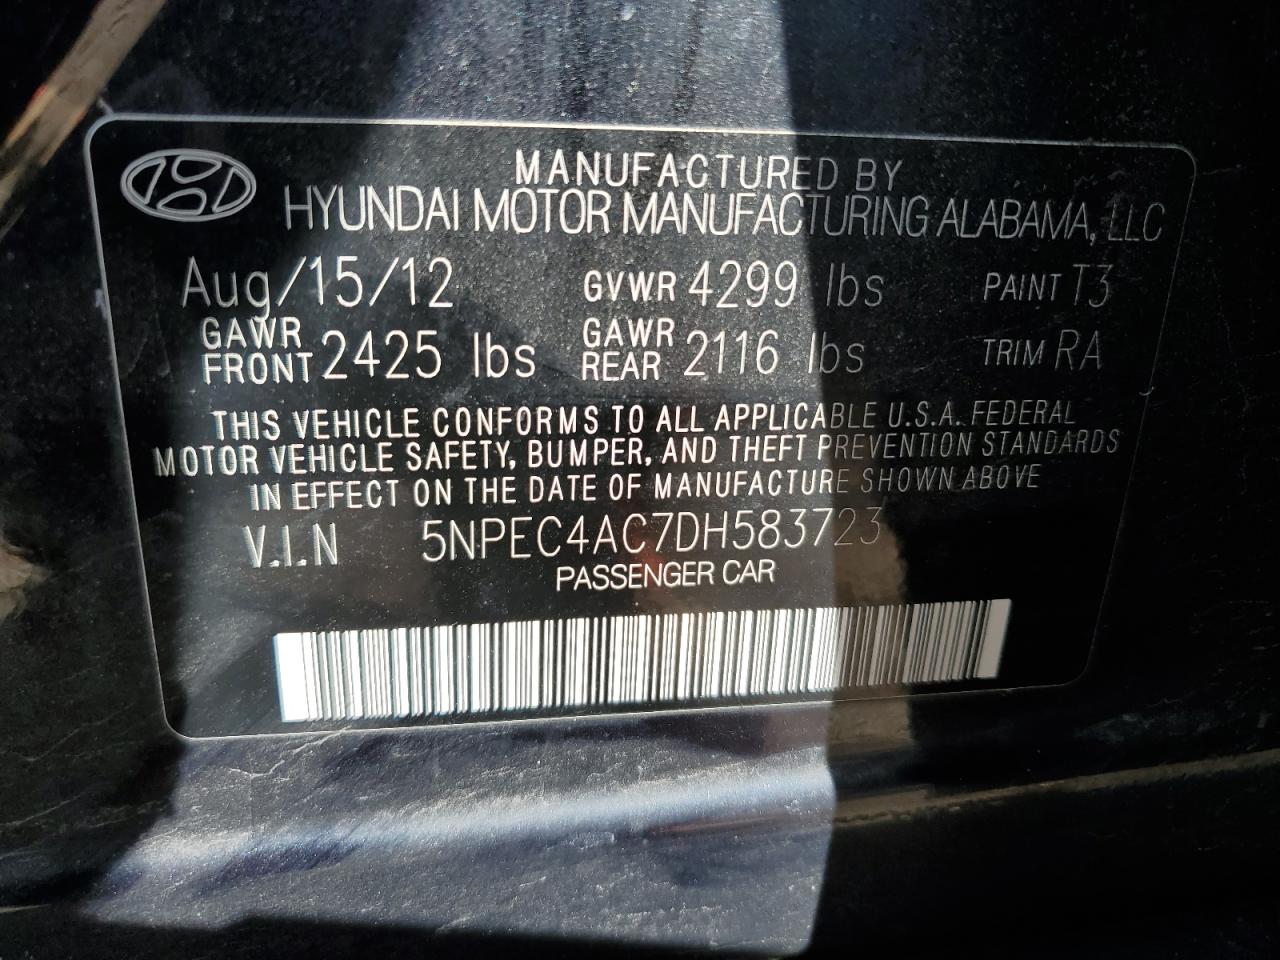 MANUFACTURED BY
HYUNDAI MOTOR MANUFACTURING ALABAMA, LLC
Aug/15/12 GVWR 4299 lbs PAINT T3
GAWR FRONT 2425 lbs GAWR REAR 2116 lbs TRIM RA
THIS VEHICLE CONFORMS TO ALL APPLICABLE U.S.A. FEDERAL
MOTOR VEHICLE SAFETY, BUMPER, AND THEFT PREVENTION STANDARDS
IN EFFECT ON THE DATE OF MANUFACTURE SHOWN ABOVE
V.I.N 5NPEC4AC7DH583723
PASSENGER CAR